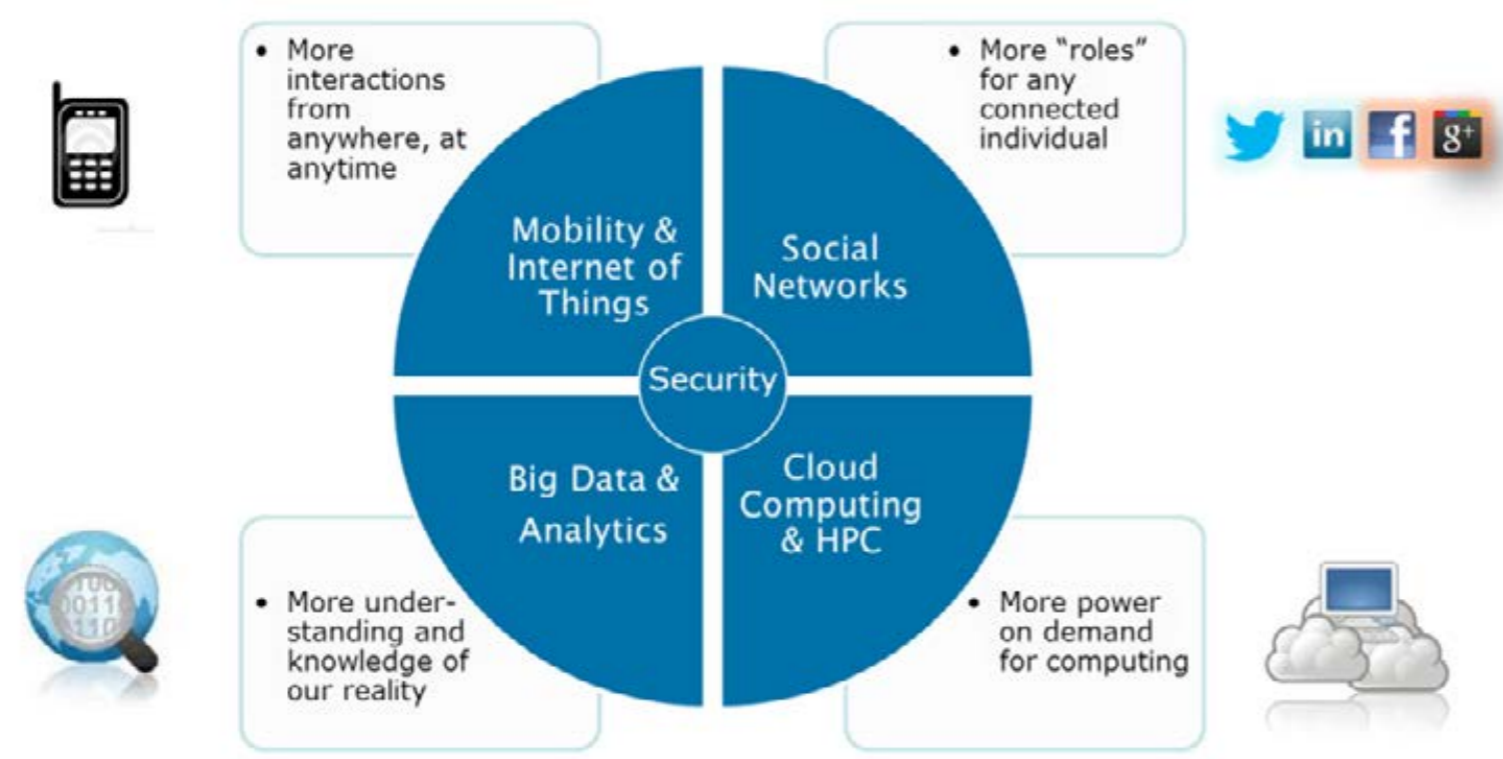 • More
interactions
from
anywhere, at
anytime
• More “roles”
for any
connected
individual
in
f
g+
Mobility &
Internet of
Things
Social
Networks
Security
Big Data &
Analytics
Cloud
Computing
& HPC
• More under-
standing and
knowledge of
our reality
• More power
on demand
for computing